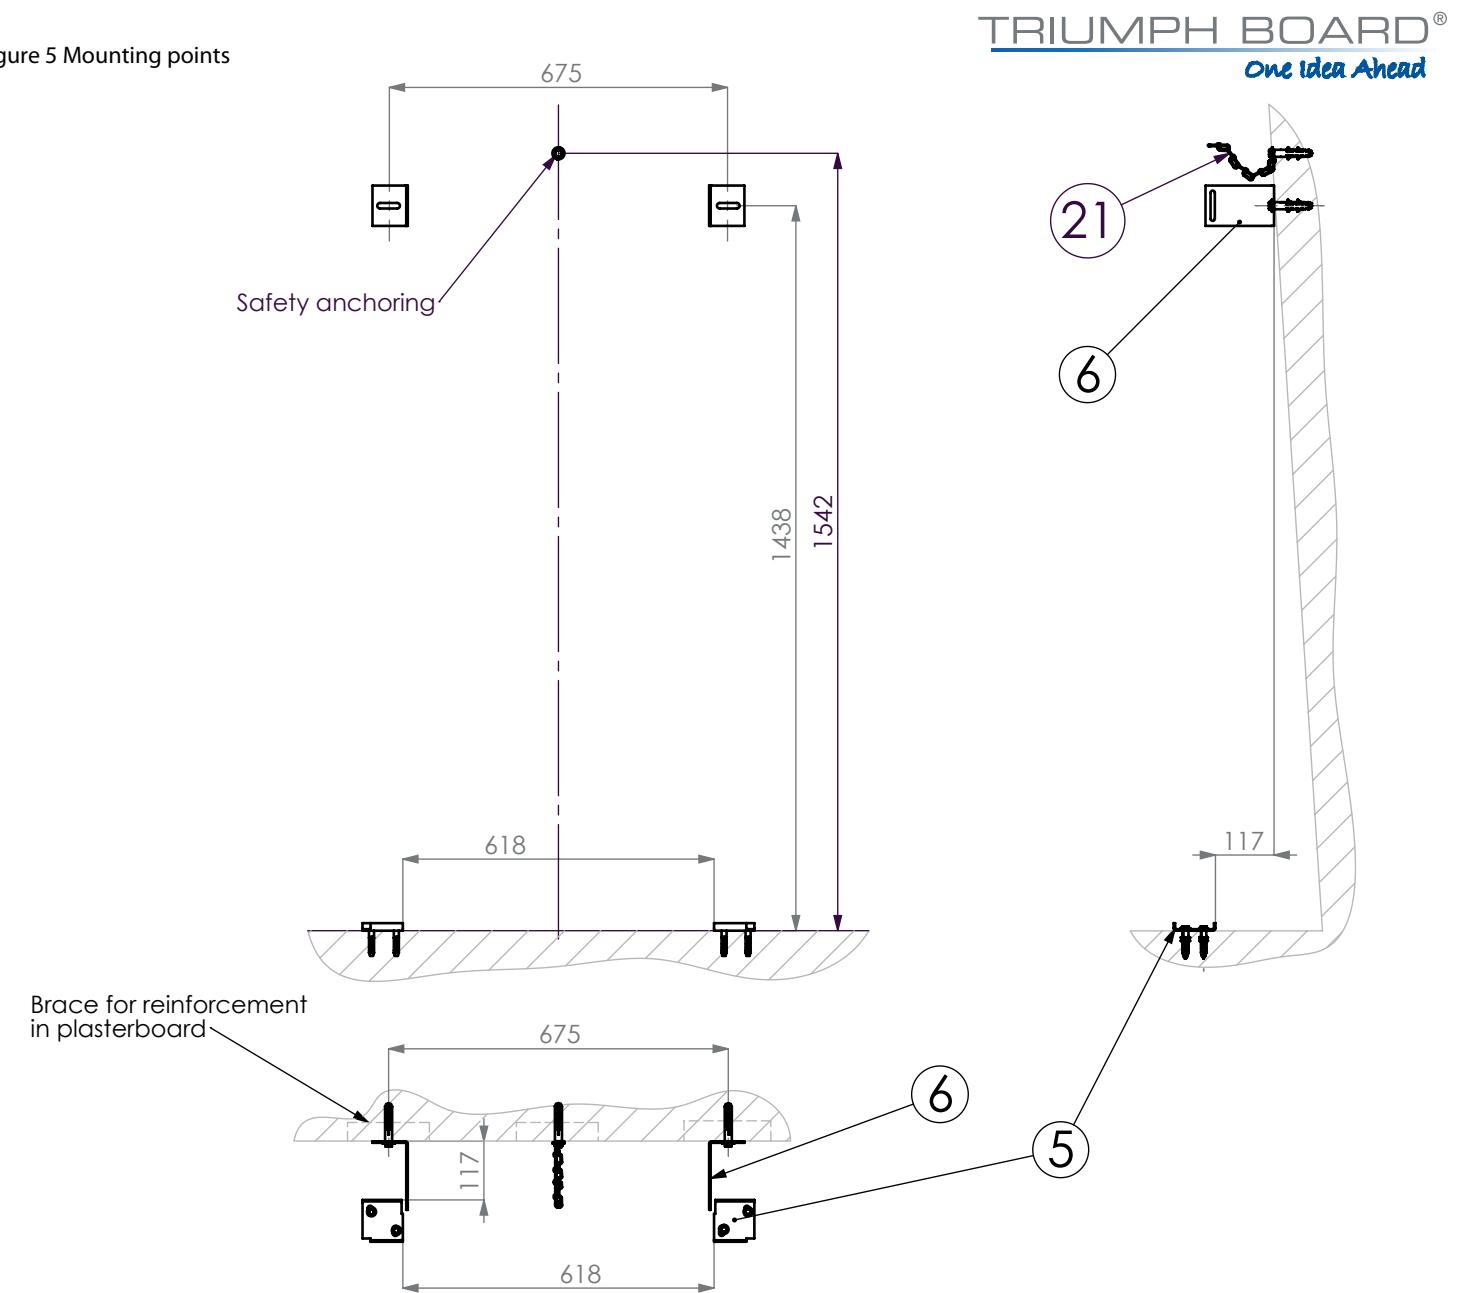 TRIUMPH BOARD®
One Idea Ahead
gure 5 Mounting points
675
21
Safety anchoring
6
1438
1542
618
117
Brace for reinforcement
in plasterboard
675
6
5
117
618